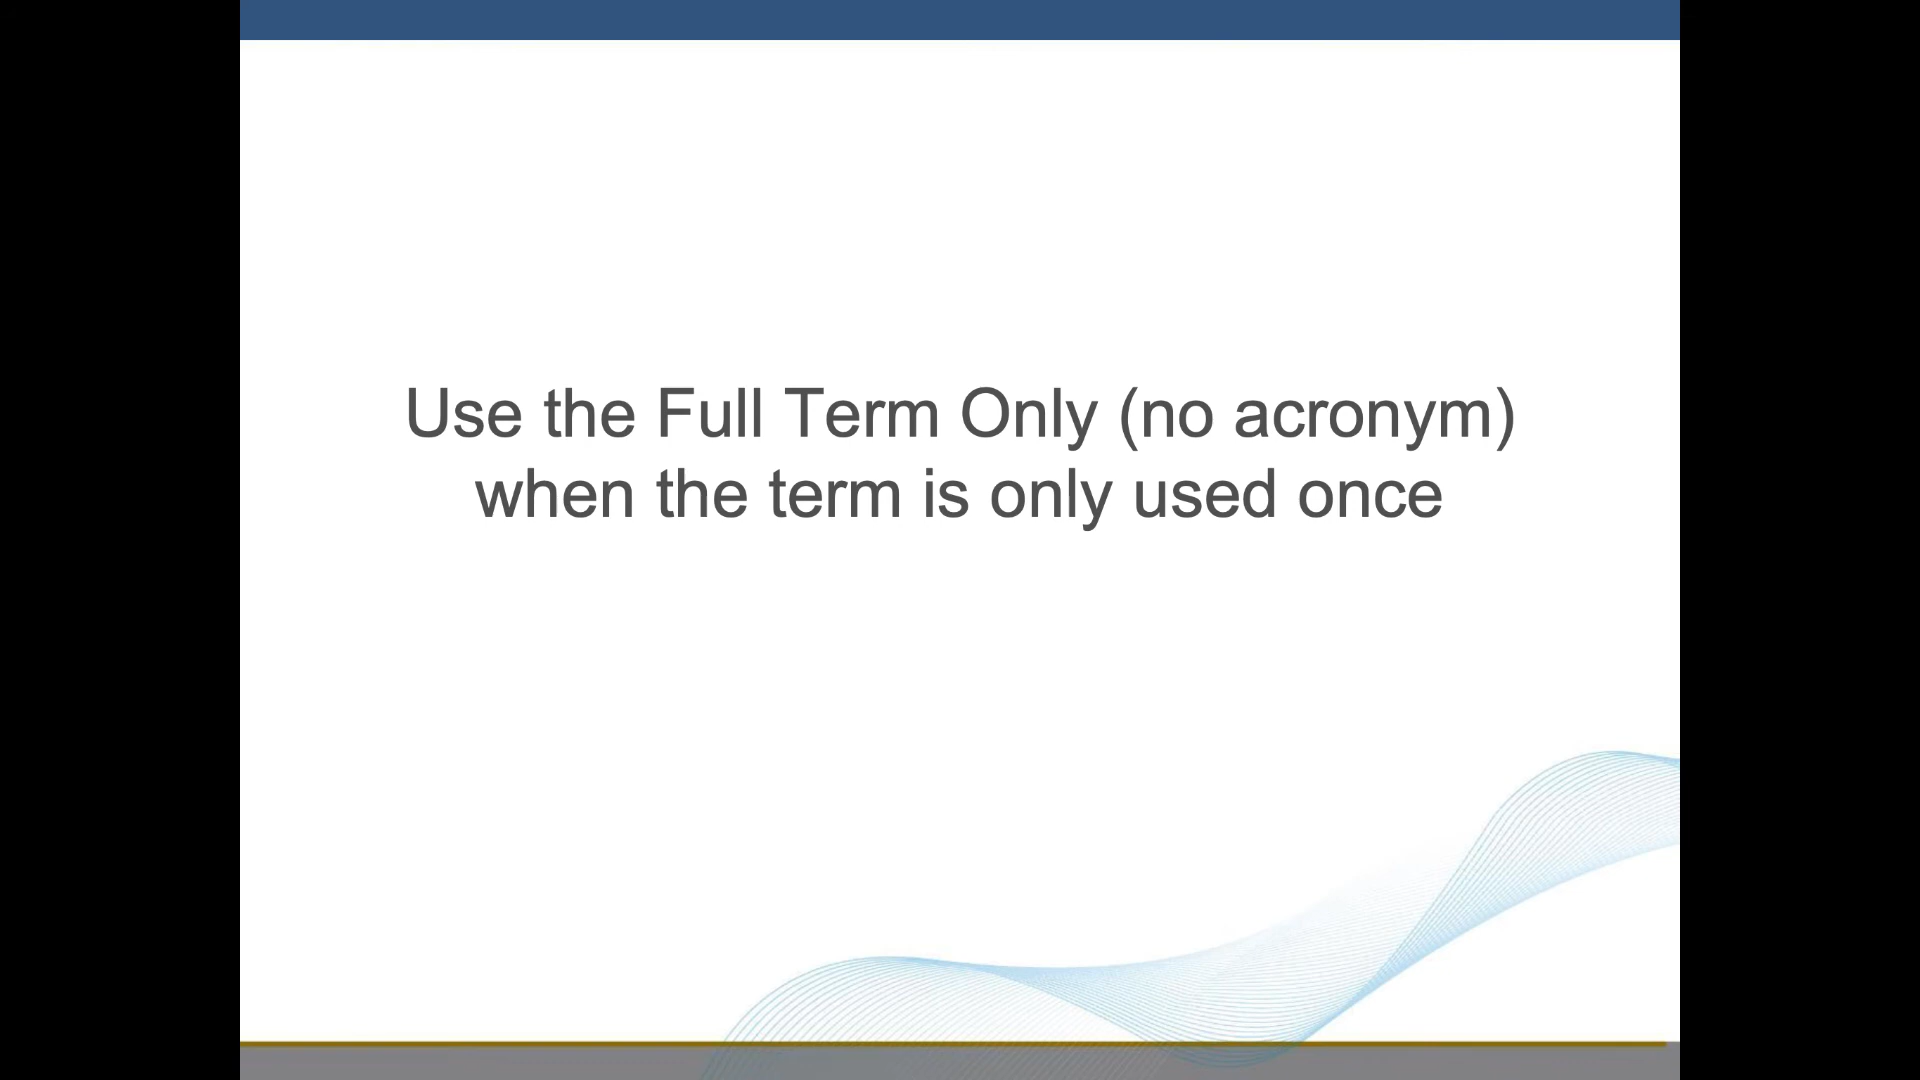 Use the Full Term Only (no acronym)
when the term is only used once